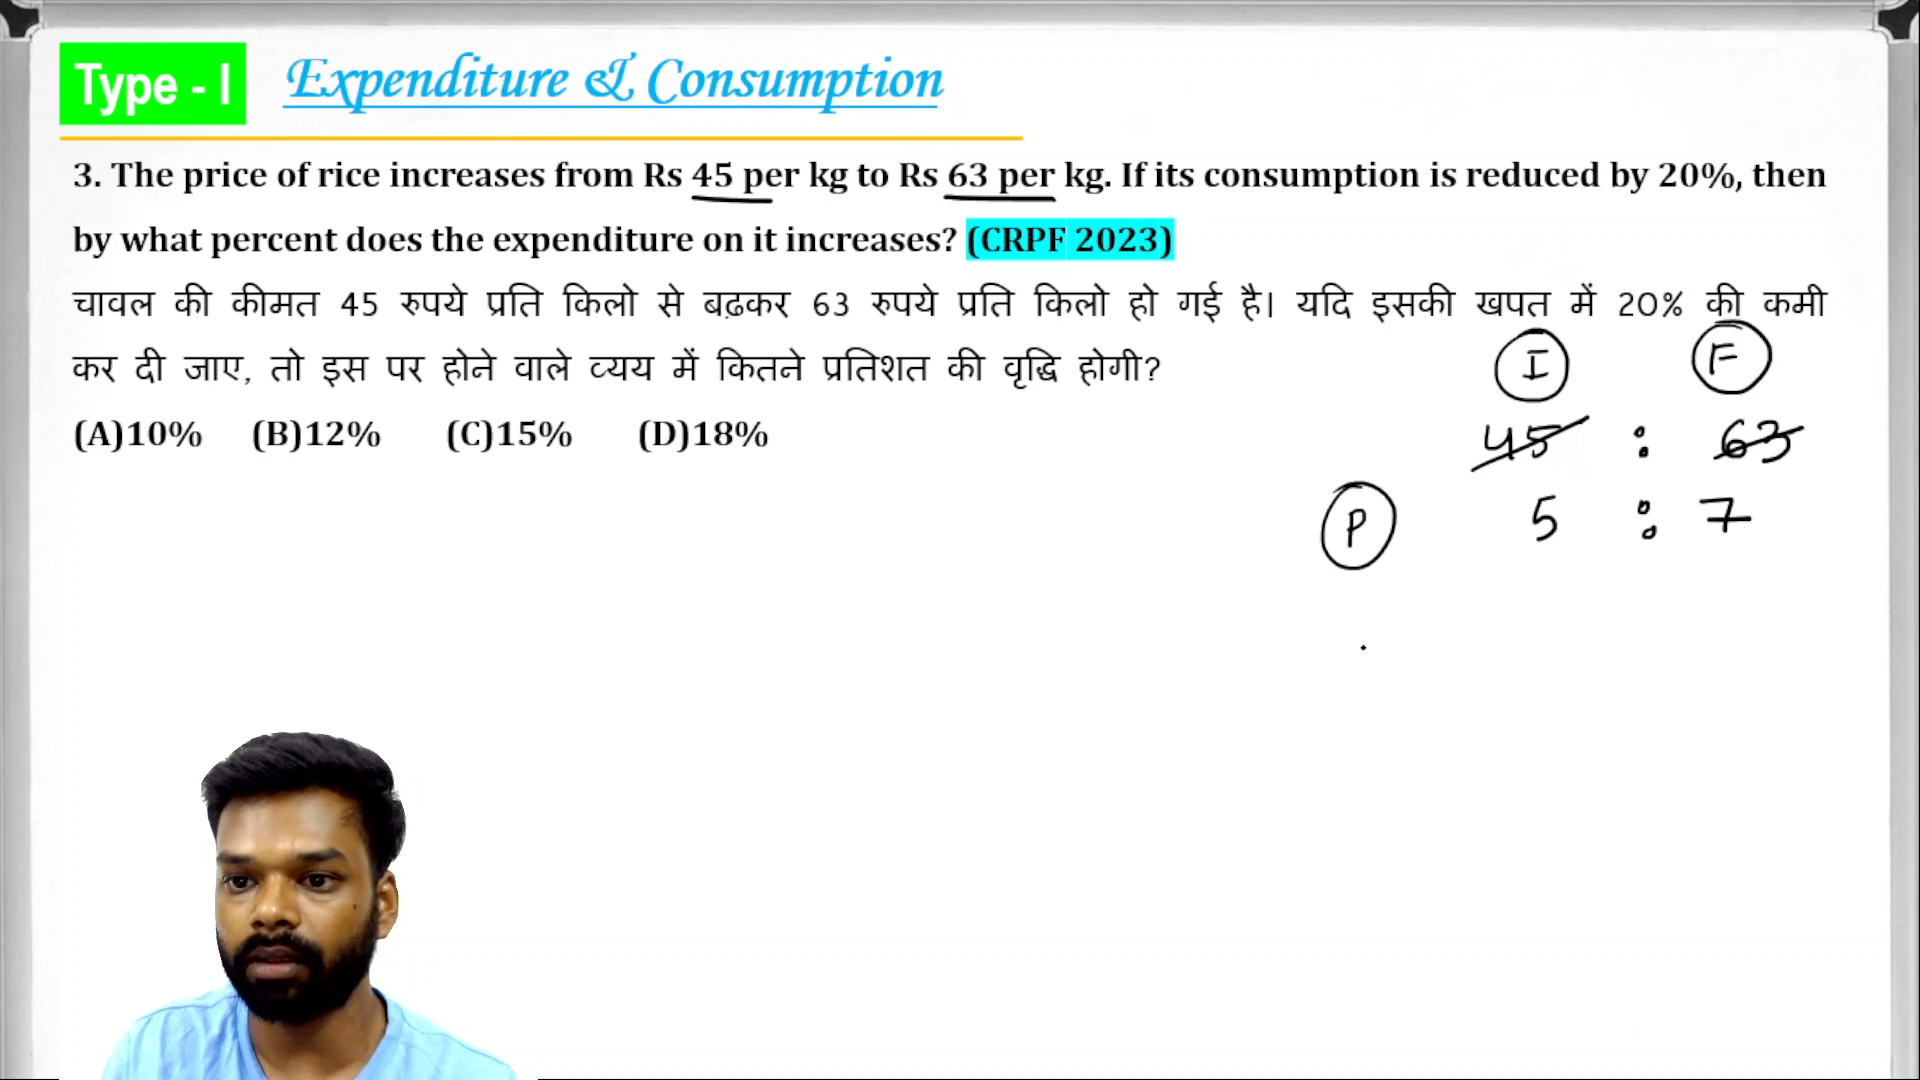 Type - I Expenditure & Consumption
3. The price of rice increases from Rs 45 per kg to Rs 63 per kg. If its consumption is reduced by 20%, then
by what percent does the expenditure on it increases? (CRPF 2023)
चावल की कीमत 45 रुपये प्रति किलो से बढ़कर 63 रुपये प्रति किलो हो गई है। यदि इसकी खपत में 20% की कमी
कर दी जाए, तो इस पर होने वाले व्यय में कितने प्रतिशत की वृद्धि होगी?
I F
(A)10% (B)12% (C)15% (D)18%
45 : 63
P 5 : 7